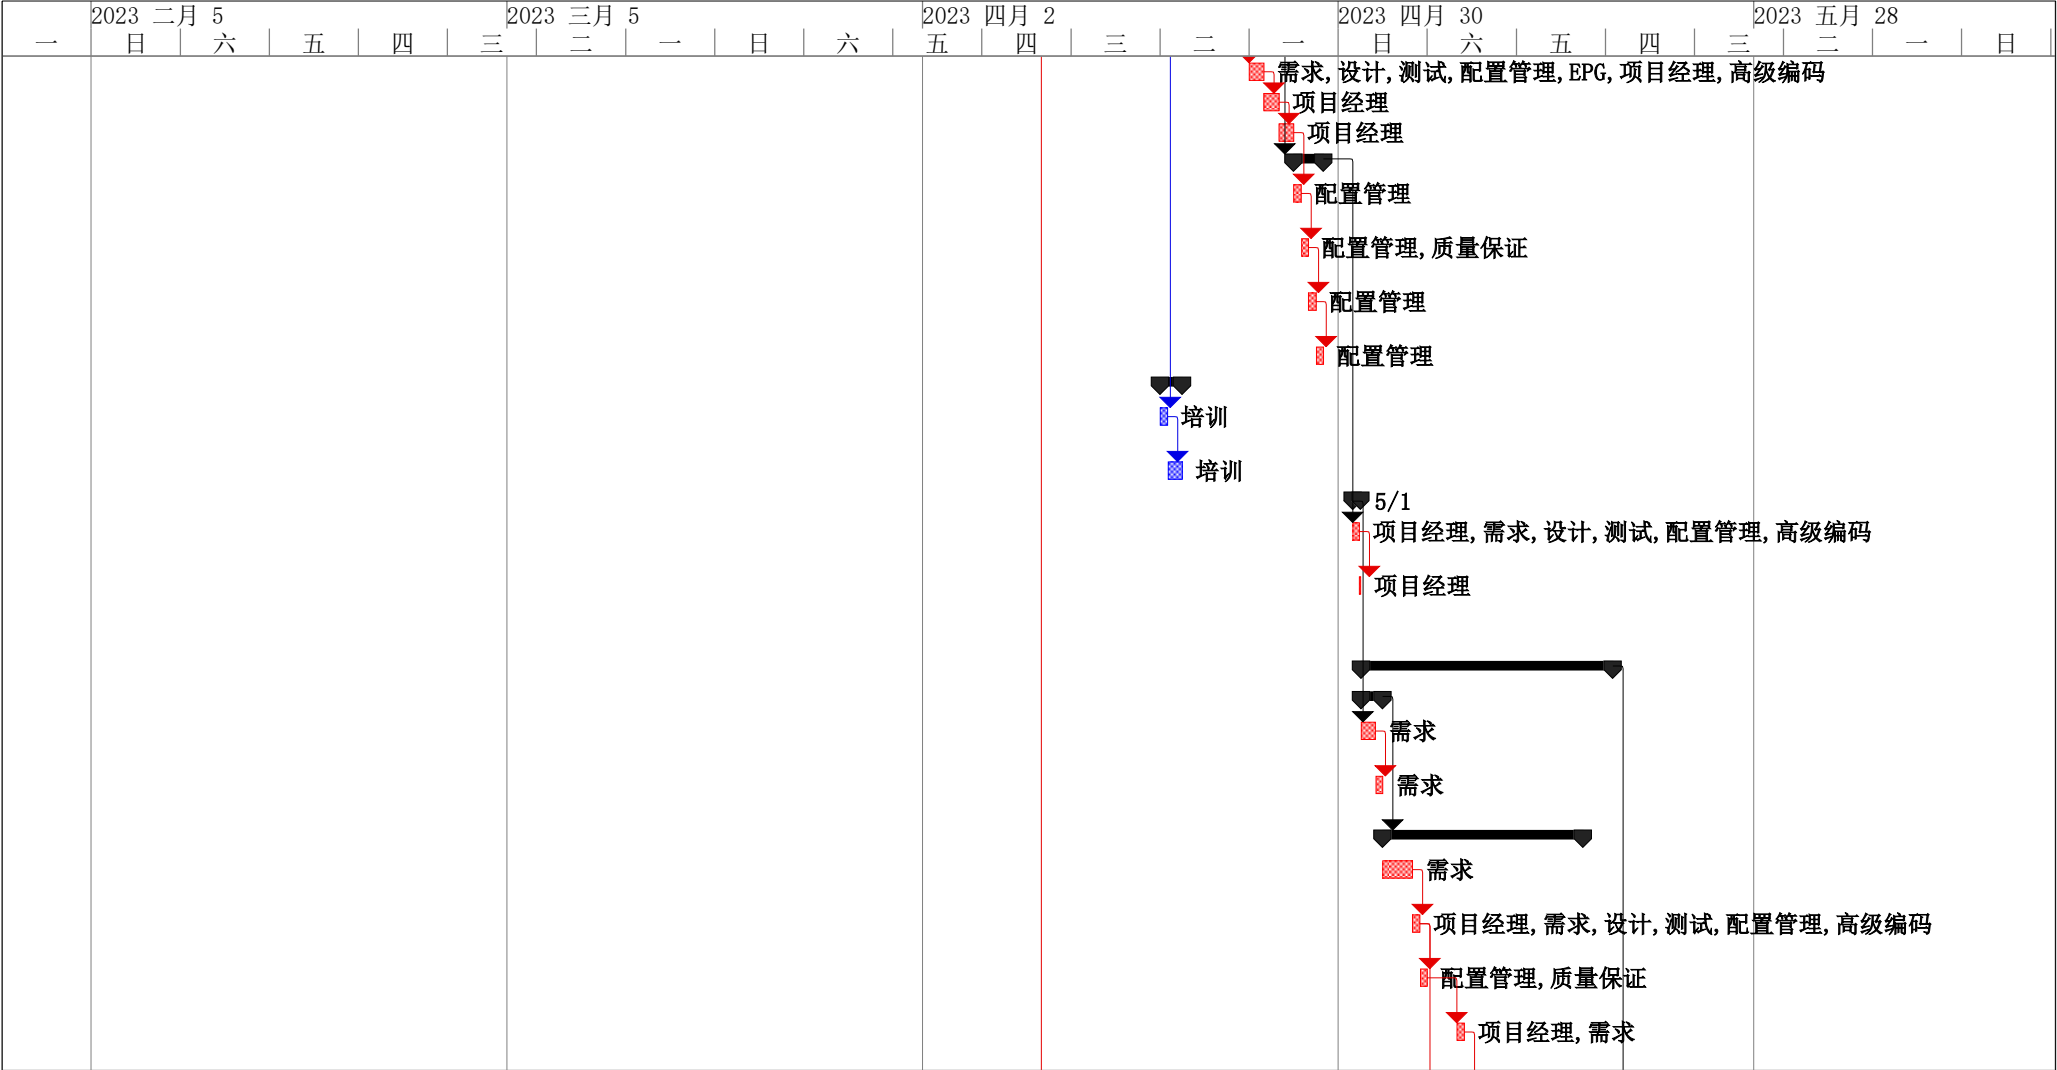 2023 二月 5 2023 三月 5 2023 四月 2 2023 四月 30 2023 五月 28
一 日 六 五 四 三 二 一 日 六 五 四 三 二 一 日 六 五 四 三 二 一 日
需求,设计,测试,配置管理,EPG,项目经理,高级编码
项目经理
项目经理
配置管理
配置管理,质量保证
配置管理
配置管理
培训
培训
5/1
项目经理,需求,设计,测试,配置管理,高级编码
项目经理
需求
需求
需求
项目经理,需求,设计,测试,配置管理,高级编码
配置管理,质量保证
项目经理,需求